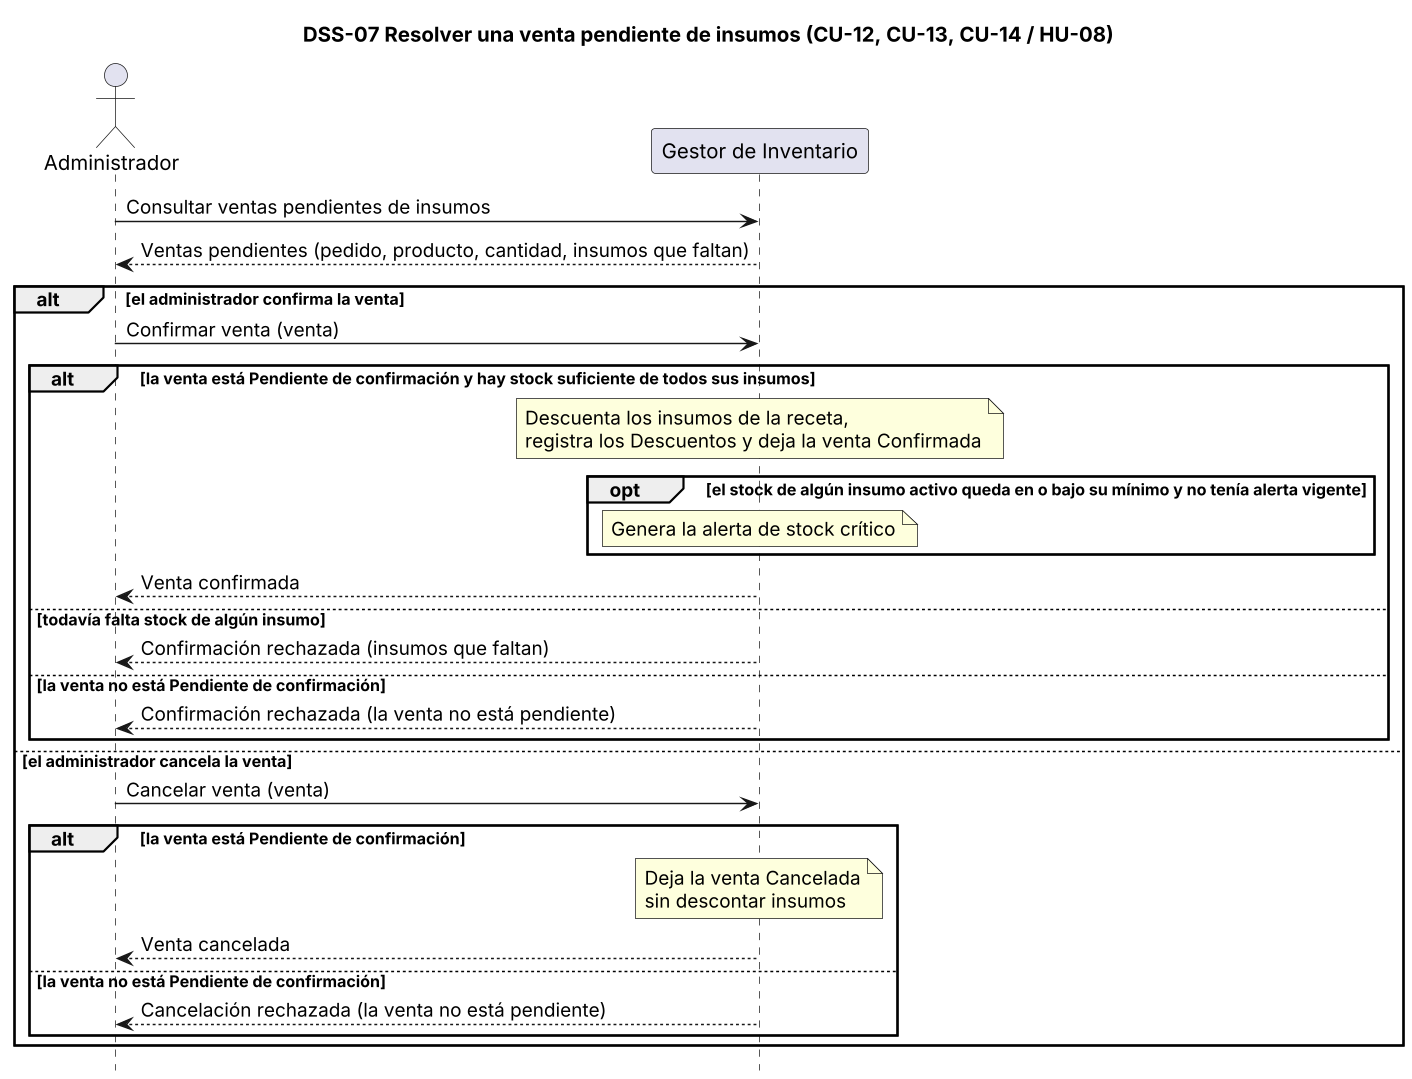 DSS-07 Resolver una venta pendiente de insumos (CU-12, CU-13, CU-14 / HU-08)
Administrador
Gestor de Inventario
Consultar ventas pendientes de insumos
Ventas pendientes (pedido, producto, cantidad, insumos que faltan)
alt [el administrador confirma la venta]
Confirmar venta (venta)
alt [la venta está Pendiente de confirmación y hay stock suficiente de todos sus insumos]
Descuenta los insumos de la receta,
registra los Descuentos y deja la venta Confirmada
opt [el stock de algún insumo activo queda en o bajo su mínimo y no tenía alerta vigente]
Genera la alerta de stock crítico
Venta confirmada
[todavía falta stock de algún insumo]
Confirmación rechazada (insumos que faltan)
[la venta no está Pendiente de confirmación]
Confirmación rechazada (la venta no está pendiente)
[el administrador cancela la venta]
Cancelar venta (venta)
alt [la venta está Pendiente de confirmación]
Deja la venta Cancelada
sin descontar insumos
Venta cancelada
[la venta no está Pendiente de confirmación]
Cancelación rechazada (la venta no está pendiente)